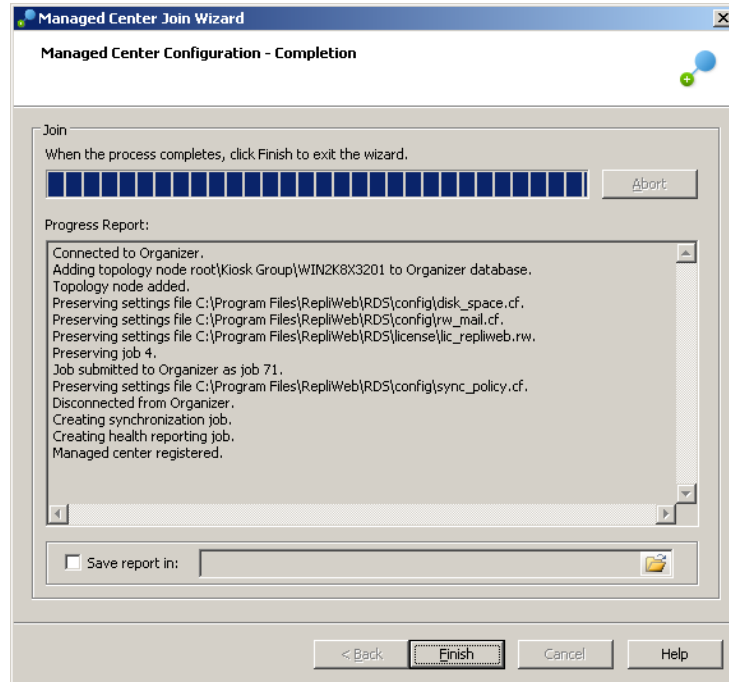 Managed Center Join Wizard
Managed Center Configuration - Completion
Join
When the process completes, click Finish to exit the wizard.
Abort
Progress Report:
Connected to Organizer.
Adding topology node root\Kiosk Group\WIN2K8X3201 to Organizer database.
Topology node added.
Preserving settings file C:\Program Files\RepliWeb\RDS\config\disk_space.cf.
Preserving settings file C:\Program Files\RepliWeb\RDS\config\rw_mail.cf.
Preserving settings file C:\Program Files\RepliWeb\RDS\license\lic_repliweb.rw.
Preserving job 4.
Job submitted to Organizer as job 71.
Preserving settings file C:\Program Files\RepliWeb\RDS\config\sync_policy.cf.
Disconnected from Organizer.
Creating synchronization job.
Creating health reporting job.
Managed center registered.
Save report in:
< Back Finish Cancel Help